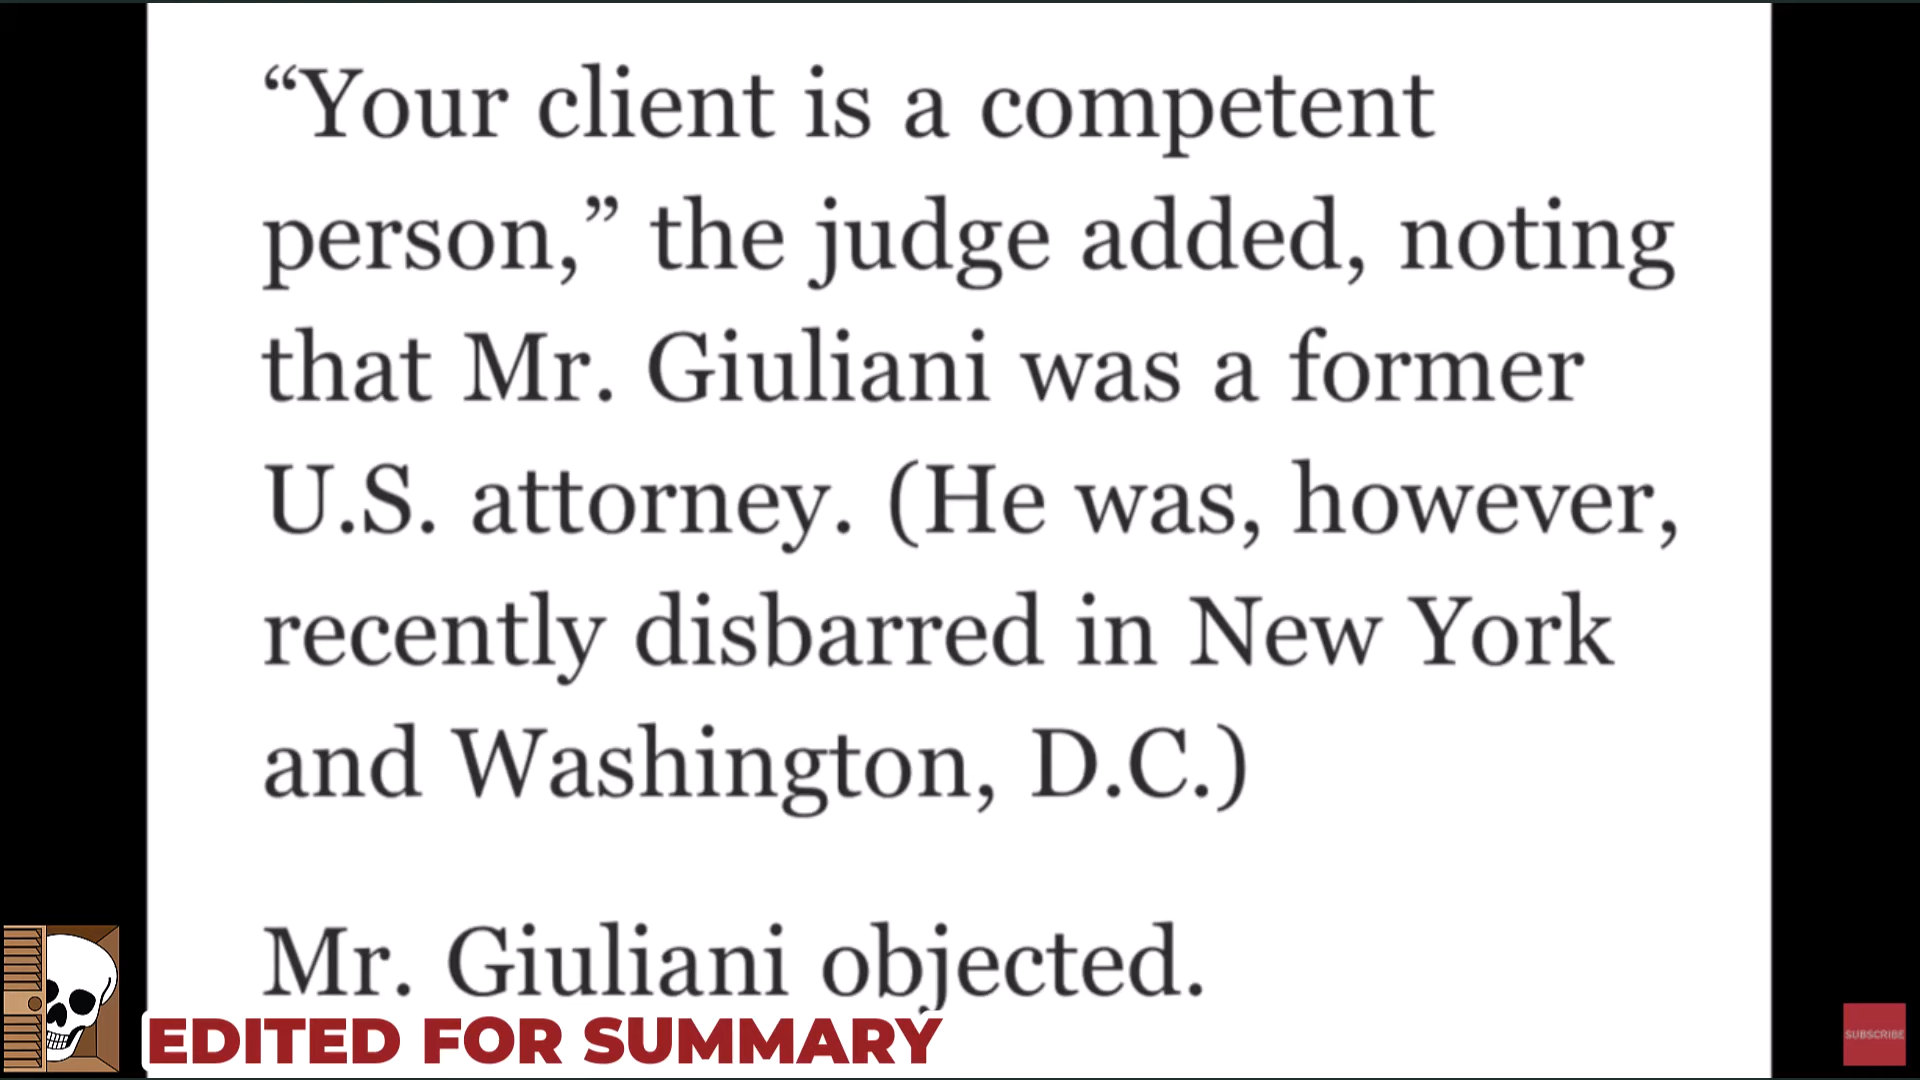 “Your client is a competent
person,” the judge added, noting
that Mr. Giuliani was a former
U.S. attorney. (He was, however,
recently disbarred in New York
and Washington, D.C.)
Mr. Giuliani objected.
EDITED FOR SUMMARY
SUBSCRIBE